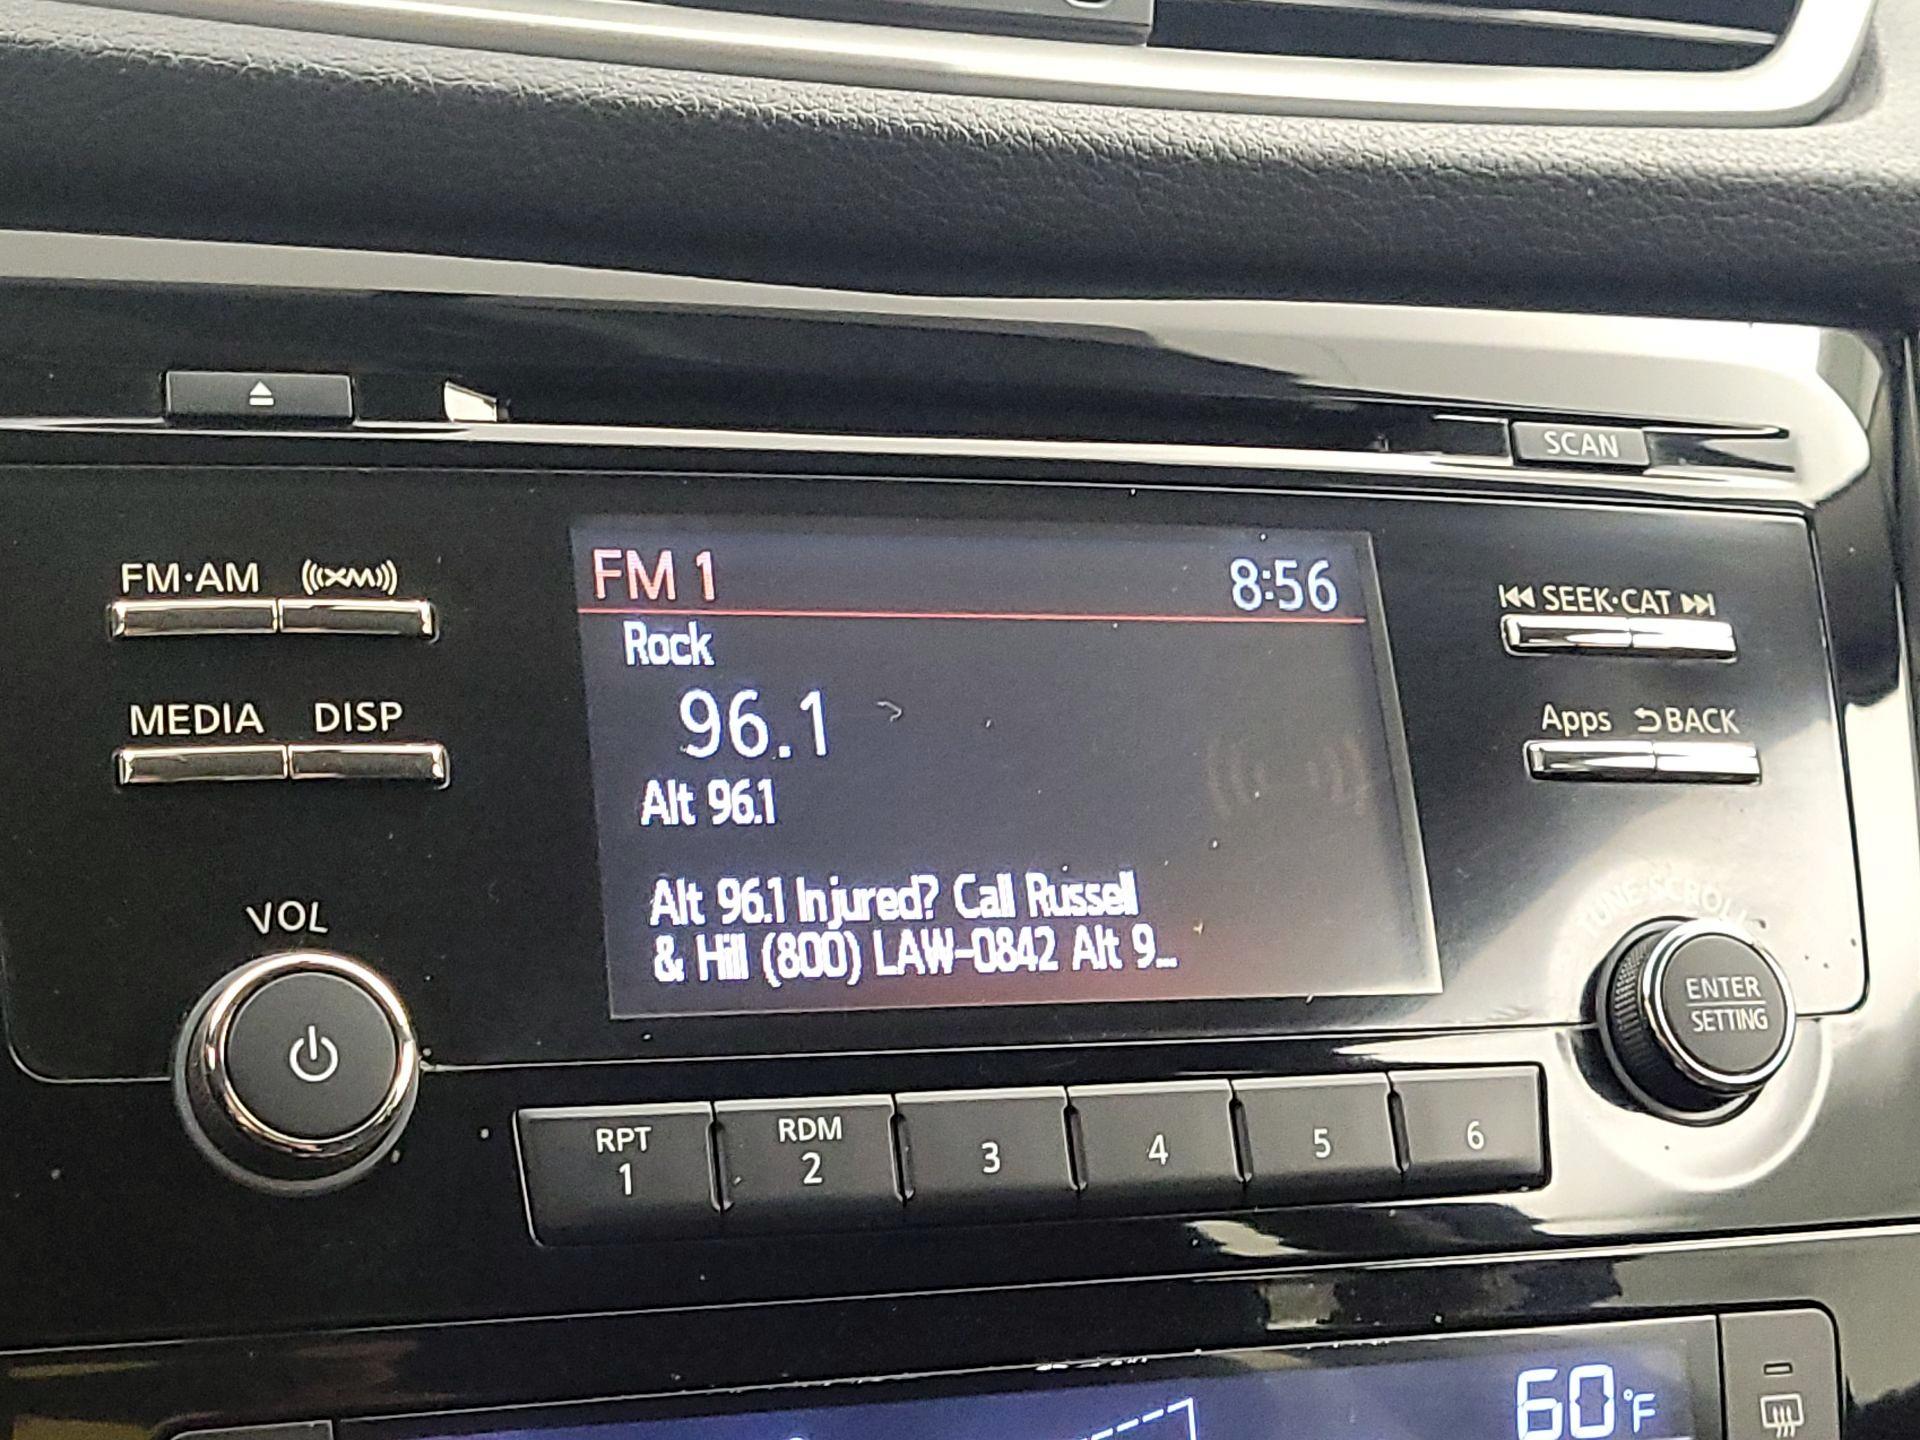 SCAN
FM·AM
((XM))
FM 1
8:56
SEEK·CAT
Rock
96.1
MEDIA
DISP
Apps
BACK
Alt 96.1
Alt 96.1 Injured? Call Russell
& Hill (800) LAW-0842 Alt 9...
VOL
TUNE·SCROLL
ENTER
SETTING
RPT
1
RDM
2
3
4
5
6
60°F